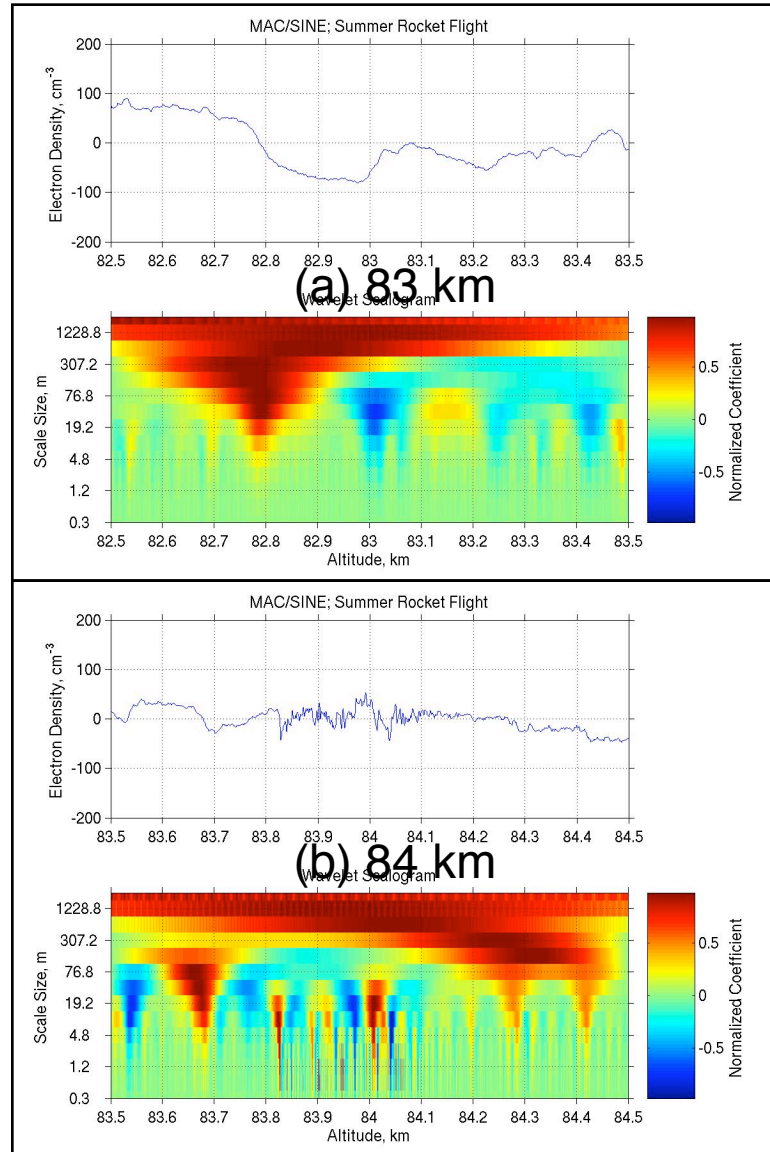 MAC/SINE; Summer Rocket Flight
200
100
0
-100
-200
Electron Density, cm-3
82.5 82.6 82.7 82.8 82.9 83 83.1 83.2 83.3 83.4 83.5
(a) 83 km
Wavelet Scalogram
1228.8
307.2
76.8
19.2
4.8
1.2
0.3
Scale Size, m
82.5 82.6 82.7 82.8 82.9 83 83.1 83.2 83.3 83.4 83.5
Altitude, km
0.5
0
-0.5
Normalized Coefficient
MAC/SINE; Summer Rocket Flight
200
100
0
-100
-200
Electron Density, cm-3
83.5 83.6 83.7 83.8 83.9 84 84.1 84.2 84.3 84.4 84.5
(b) 84 km
Wavelet Scalogram
1228.8
307.2
76.8
19.2
4.8
1.2
0.3
Scale Size, m
83.5 83.6 83.7 83.8 83.9 84 84.1 84.2 84.3 84.4 84.5
Altitude, km
0.5
0
-0.5
Normalized Coefficient